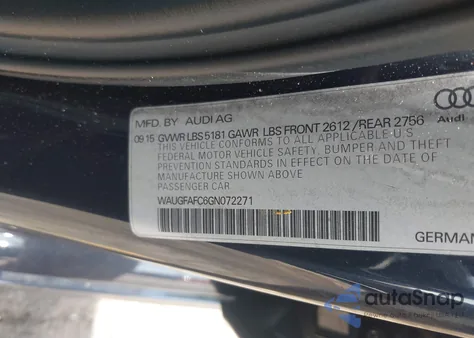 MFD. BY AUDI AG
09 15 GVWR LBS 5181 GAWR LBS FRONT 2612 /REAR 2756
THIS VEHICLE CONFORMS TO ALL APPLICABLE U.S.
FEDERAL MOTOR VEHICLE SAFETY, BUMPER AND THEFT
PREVENTION STANDARDS IN EFFECT ON THE DATE OF
MANUFACTURE SHOWN ABOVE
PASSENGER CAR
WAUGFAFC6GN072271
Audi
GERMAN
autoSnap